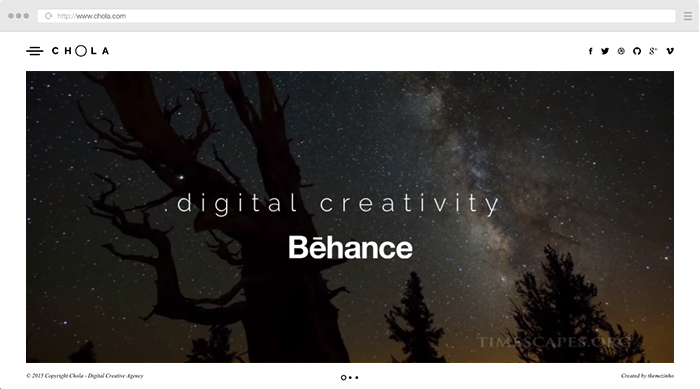 http://www.chola.com
CHOLA
.digital creativity
Bēhance
TIMESCAPES.ORG
© 2015 Copyright Chola - Digital Creative Agency
Created by themezinho